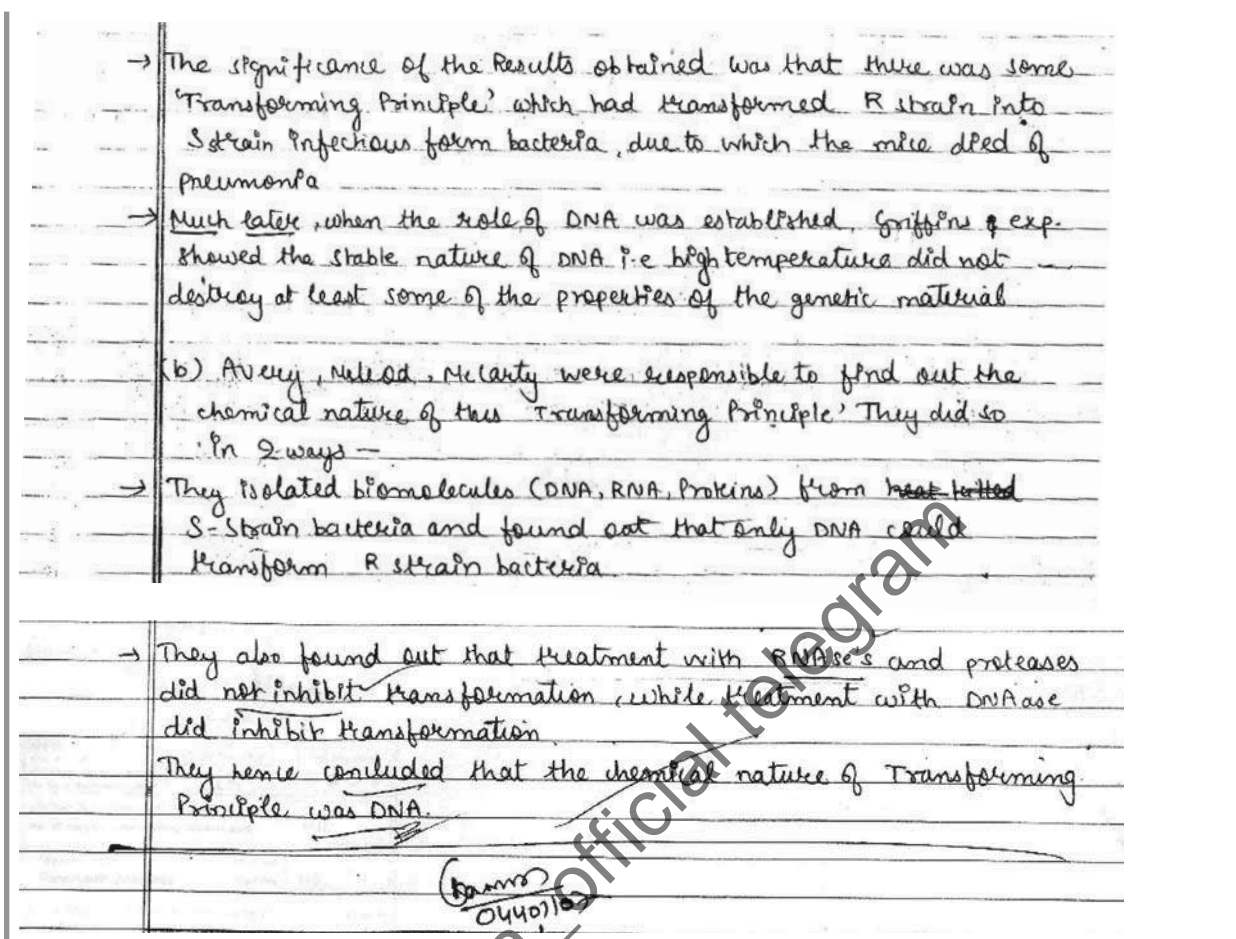 → The significance of the Results obtained was that there was some
'Transforming Principle' which had transformed R strain into
S strain infectious form bacteria, due to which the mice died of
pneumonia
→ Much later, when the role of DNA was established, Griffins exp.
showed the stable nature of DNA i.e high temperature did not
destroy at least some of the properties of the genetic material
(b) Avery, McLeod, McCarty were responsible to find out the
chemical nature of this 'Transforming Principle' They did so
in 2 ways —
→ They isolated biomolecules (DNA, RNA, Proteins) from heat killed
S-Strain bacteria and found out that only DNA could
transform R strain bacteria
→ They also found out that treatment with RNAse's and proteases
did not inhibit transformation, while treatment with DNAase
did inhibit transformation
They hence concluded that the chemical nature of Transforming
Principle was DNA.
official telegram